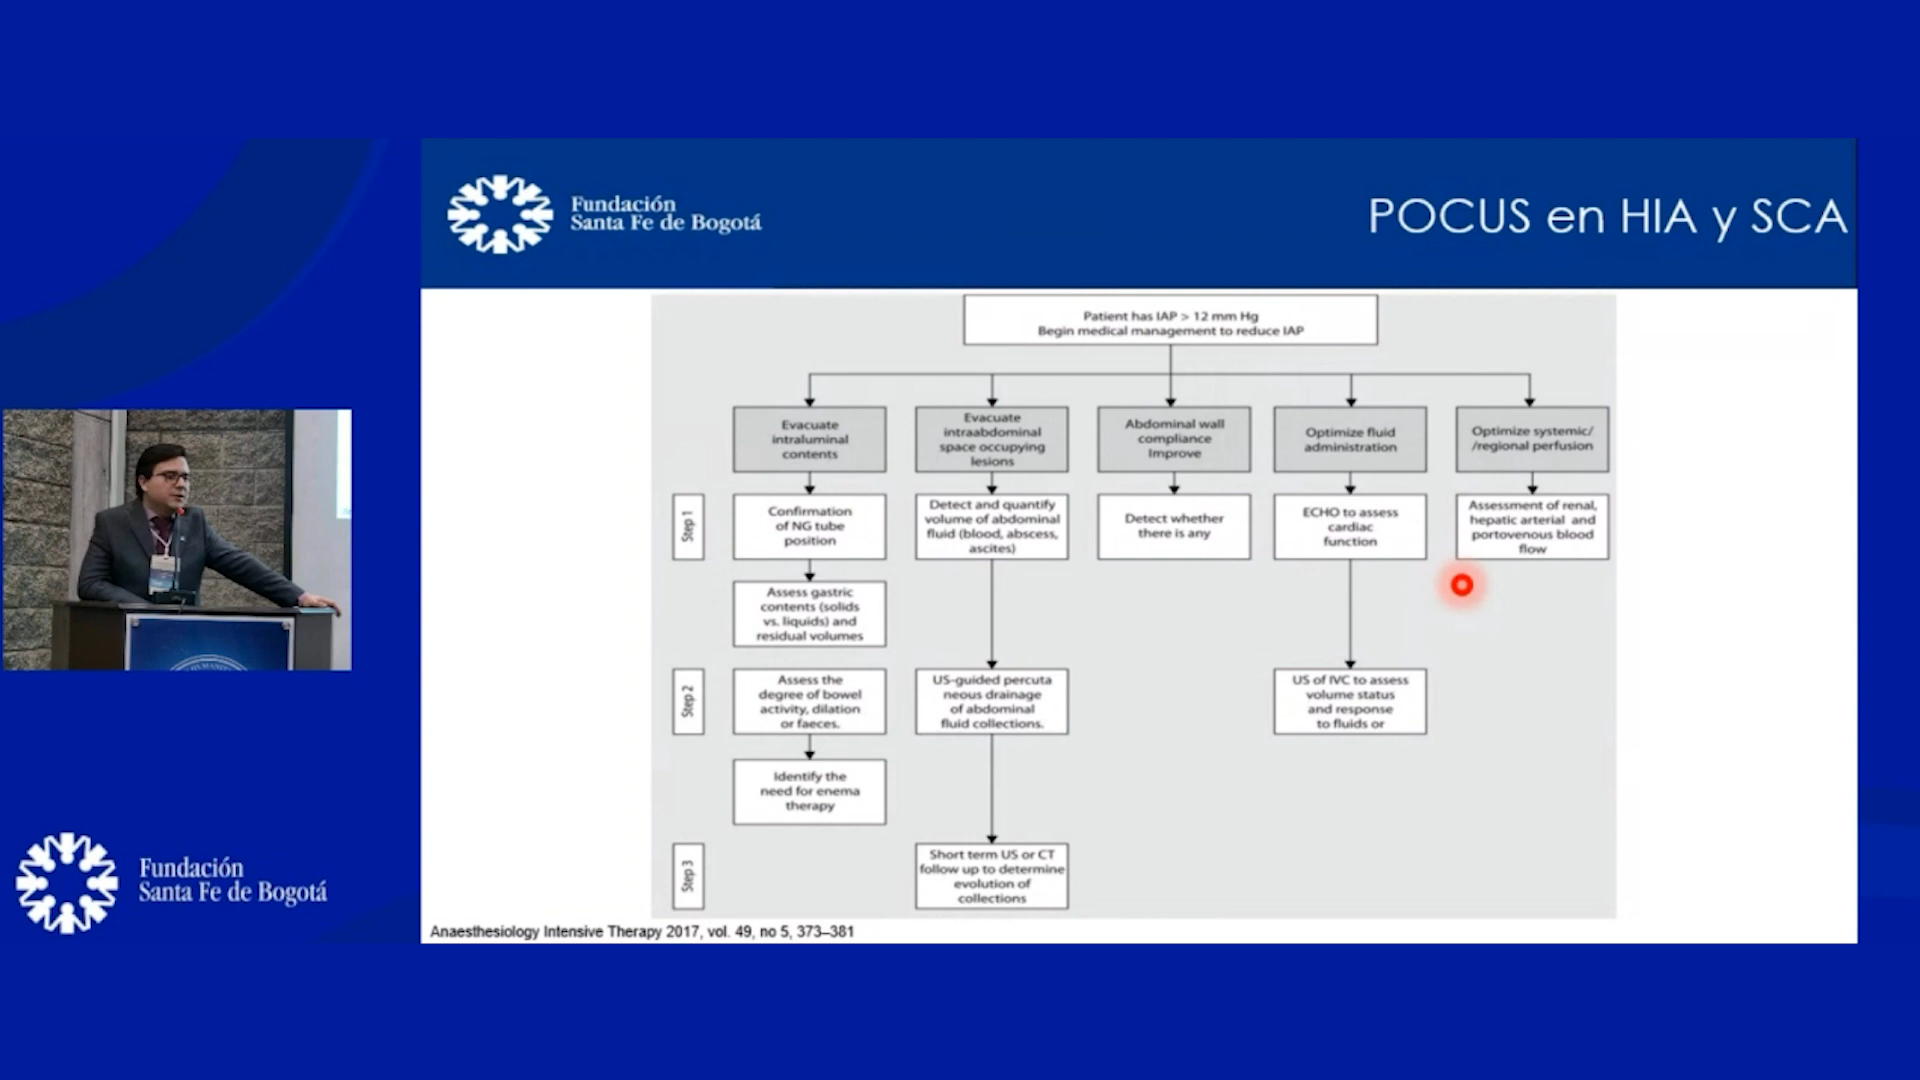 Fundación
Santa Fe de Bogotá
POCUS en HIA y SCA
Patient has IAP > 12 mm Hg
Begin medical management to reduce IAP
Evacuate
intraluminal
contents
Evacuate
intraabdominal
space occupying
lesions
Abdominal wall
compliance
Improve
Optimize fluid
administration
Optimize systemic/
/regional perfusion
Step 1
Confirmation
of NG tube
position
Detect and quantify
volume of abdominal
fluid (blood, abscess,
ascites)
Detect whether
there is any
ECHO to assess
cardiac
function
Assessment of renal,
hepatic arterial and
portovenous blood
flow
Assess gastric
contents (solids
vs. liquids) and
residual volumes
Step 2
Assess the
degree of bowel
activity, dilation
or faeces.
US-guided percuta
neous drainage
of abdominal
fluid collections.
US of IVC to assess
volume status
and response
to fluids or
Identify the
need for enema
therapy
Step 3
Short term US or CT
follow up to determine
evolution of
collections
Anaesthesiology Intensive Therapy 2017, vol. 49, no 5, 373–381
Fundación
Santa Fe de Bogotá